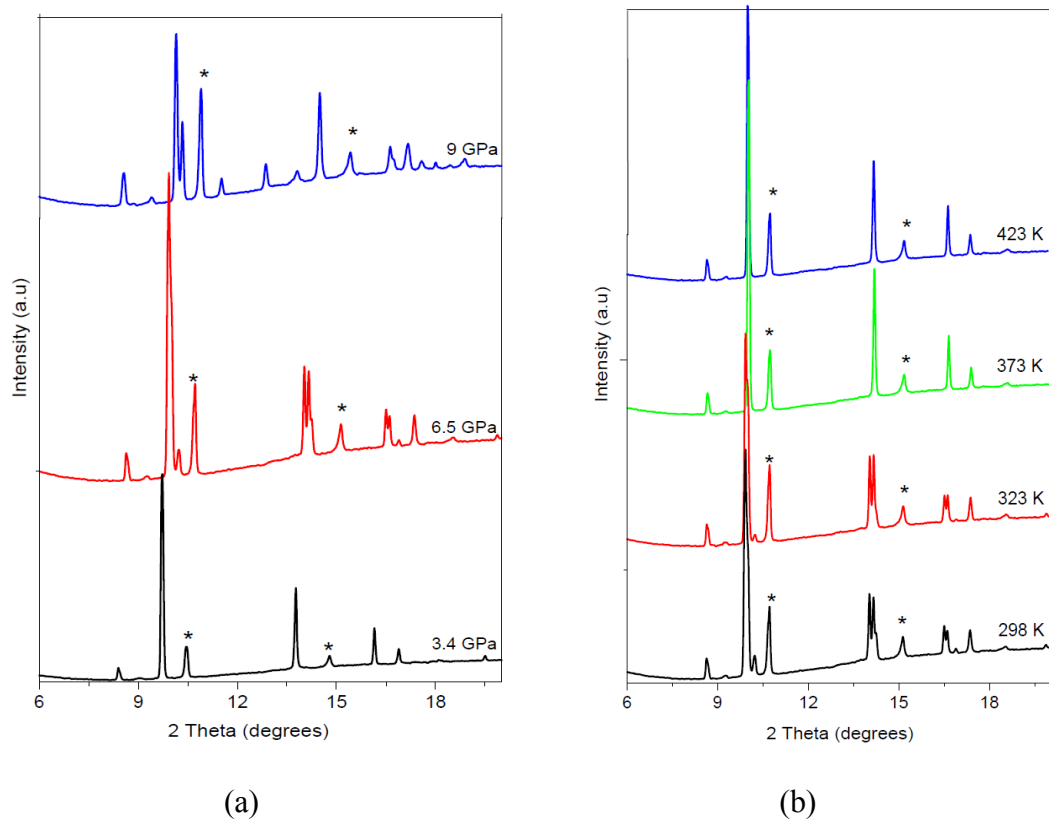 Intensity (a.u)
*
*
9 GPa
*
*
6.5 GPa
*
*
3.4 GPa
6 9 12 15 18
2 Theta (degrees)
(a)
Intensity (a.u)
*
*
423 K
*
*
373 K
*
*
323 K
*
*
298 K
6 9 12 15 18
2 Theta (degrees)
(b)